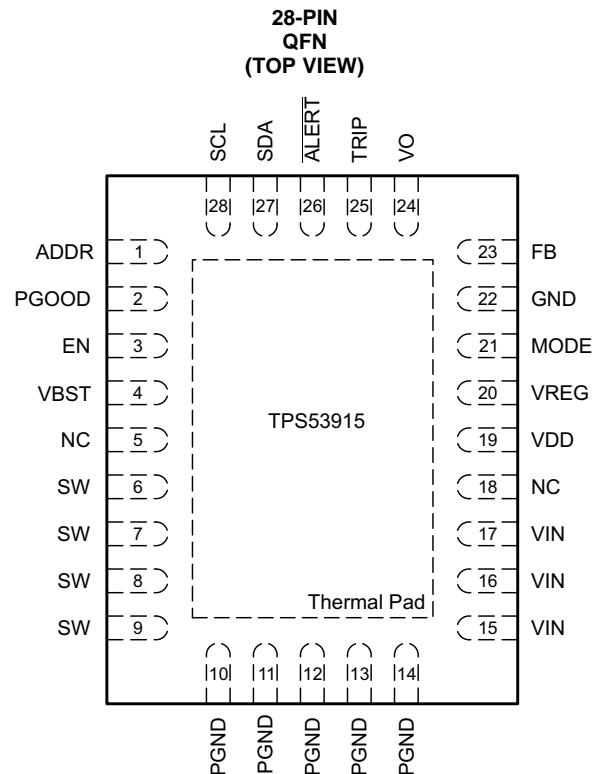 28-PIN
QFN
(TOP VIEW)
SCL SDA ALERT TRIP VO
28 27 26 25 24
ADDR 1 23 FB
PGOOD 2 22 GND
EN 3 21 MODE
VBST 4 20 VREG
NC 5 TPS53915 19 VDD
SW 6 18 NC
SW 7 17 VIN
SW 8 16 VIN
Thermal Pad
SW 9 15 VIN
10 11 12 13 14
PGND PGND PGND PGND PGND